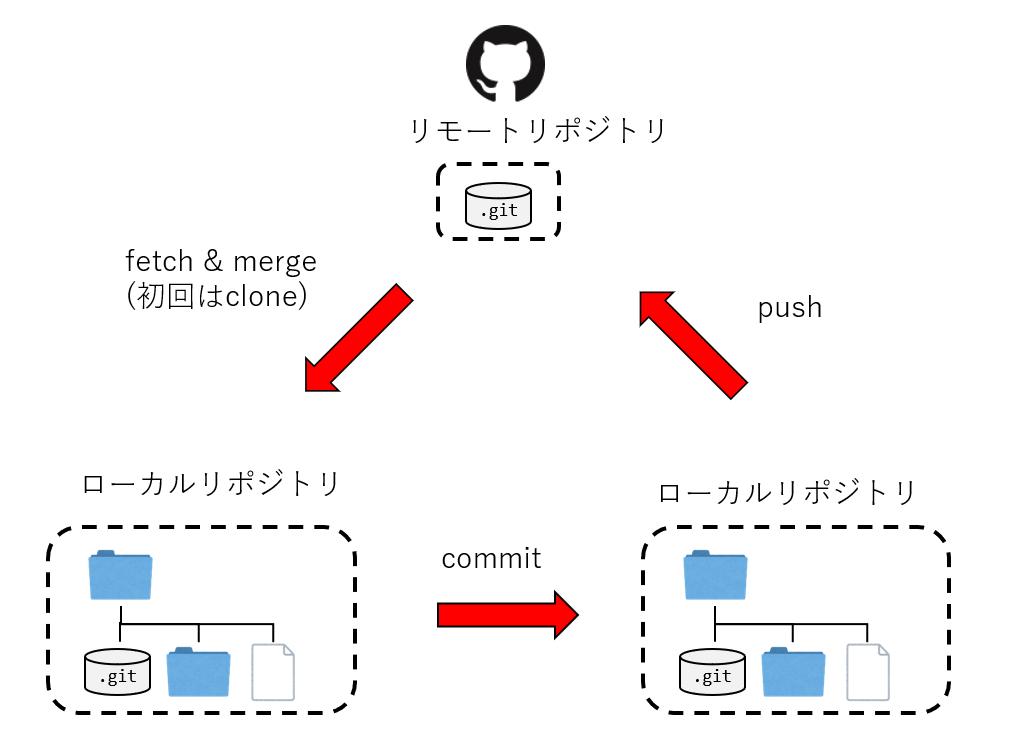 リモートリポジトリ
.git
fetch & merge
(初回はclone)
push
ローカルリポジトリ
ローカルリポジトリ
commit
.git
.git